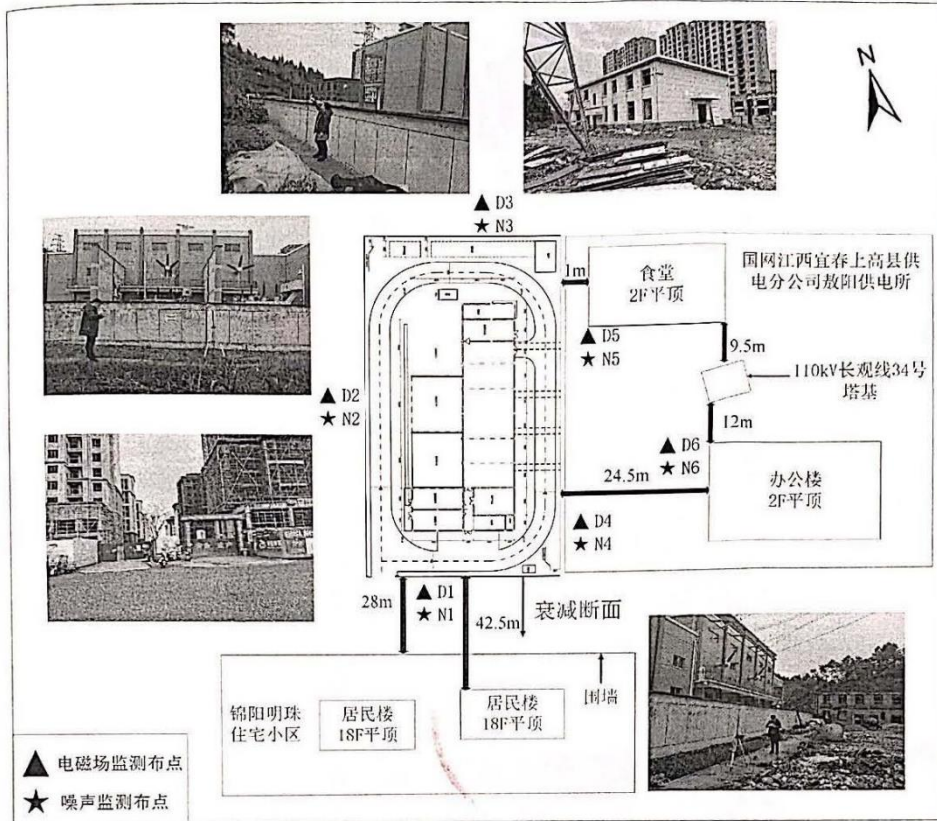 N
▲ D3
★ N3
1m
食堂
2F平顶
国网江西宜春上高县供
电分公司敖阳供电所
▲ D5
★ N5
9.5m
110kV长观线34号
塔基
▲ D2
★ N2
12m
▲ D6
★ N6
24.5m
办公楼
2F平顶
▲ D4
★ N4
▲ D1
★ N1
28m
42.5m
衰减断面
围墙
锦阳明珠
住宅小区
居民楼
18F平顶
居民楼
18F平顶
▲ 电磁场监测布点
★ 噪声监测布点